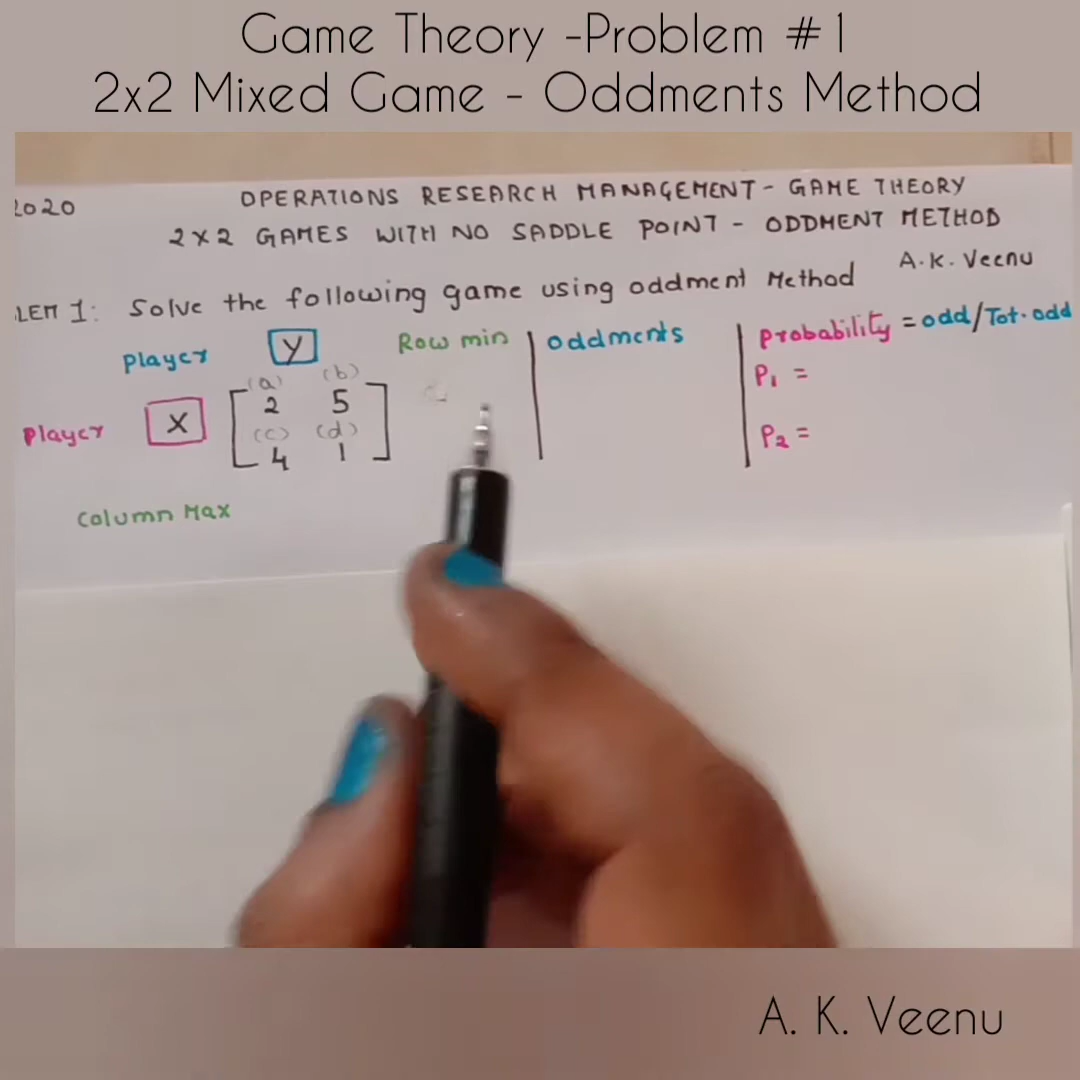 Game Theory -Problem #1
2x2 Mixed Game - Oddments Method
2020
OPERATIONS RESEARCH MANAGEMENT - GAME THEORY
2X2 GAMES WITH NO SADDLE POINT - ODDMENT METHOD
A.K. Veenu
LEM 1: Solve the following game using oddment Method
Player Y Row min oddments Probability = odd/Tot.odd
(a) (b) P1 =
Player X 2 5
(c) (d) P2 =
4 1
Column Max
A. K. Veenu